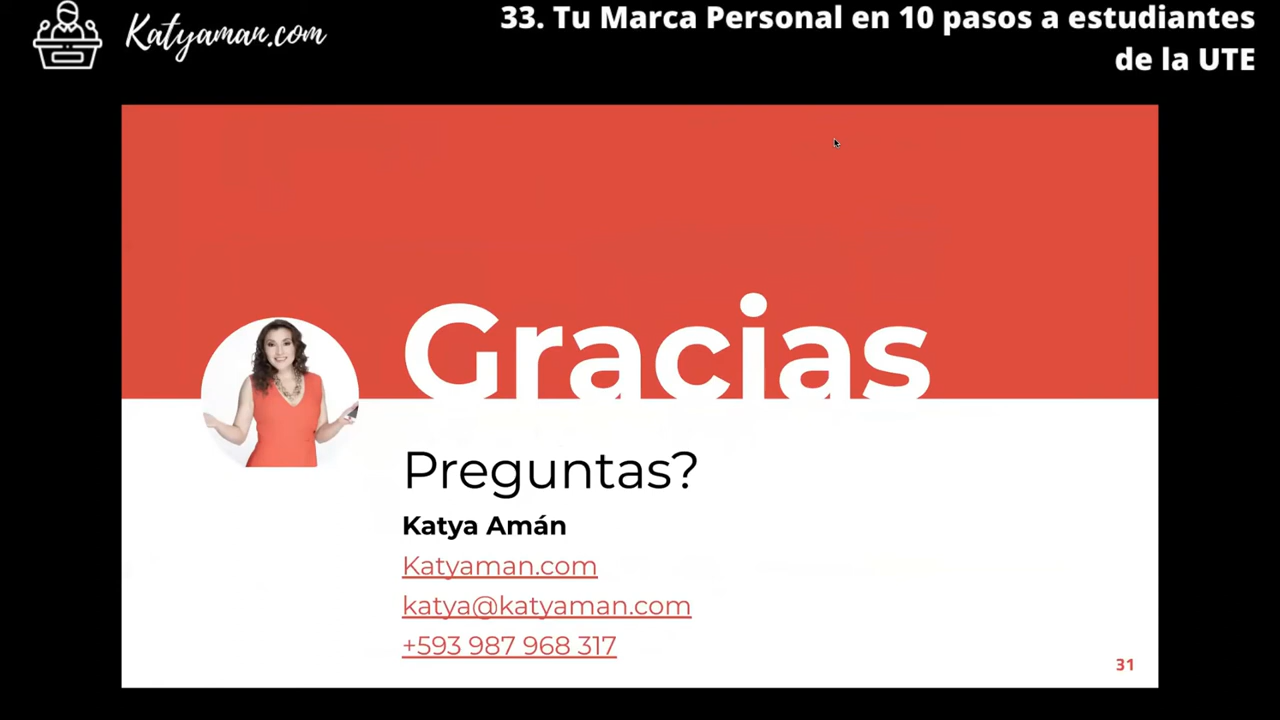 Katyaman.com
33. Tu Marca Personal en 10 pasos a estudiantes
de la UTE
Gracias
Preguntas?
Katya Amán
Katyaman.com
katya@katyaman.com
+593 987 968 317
31